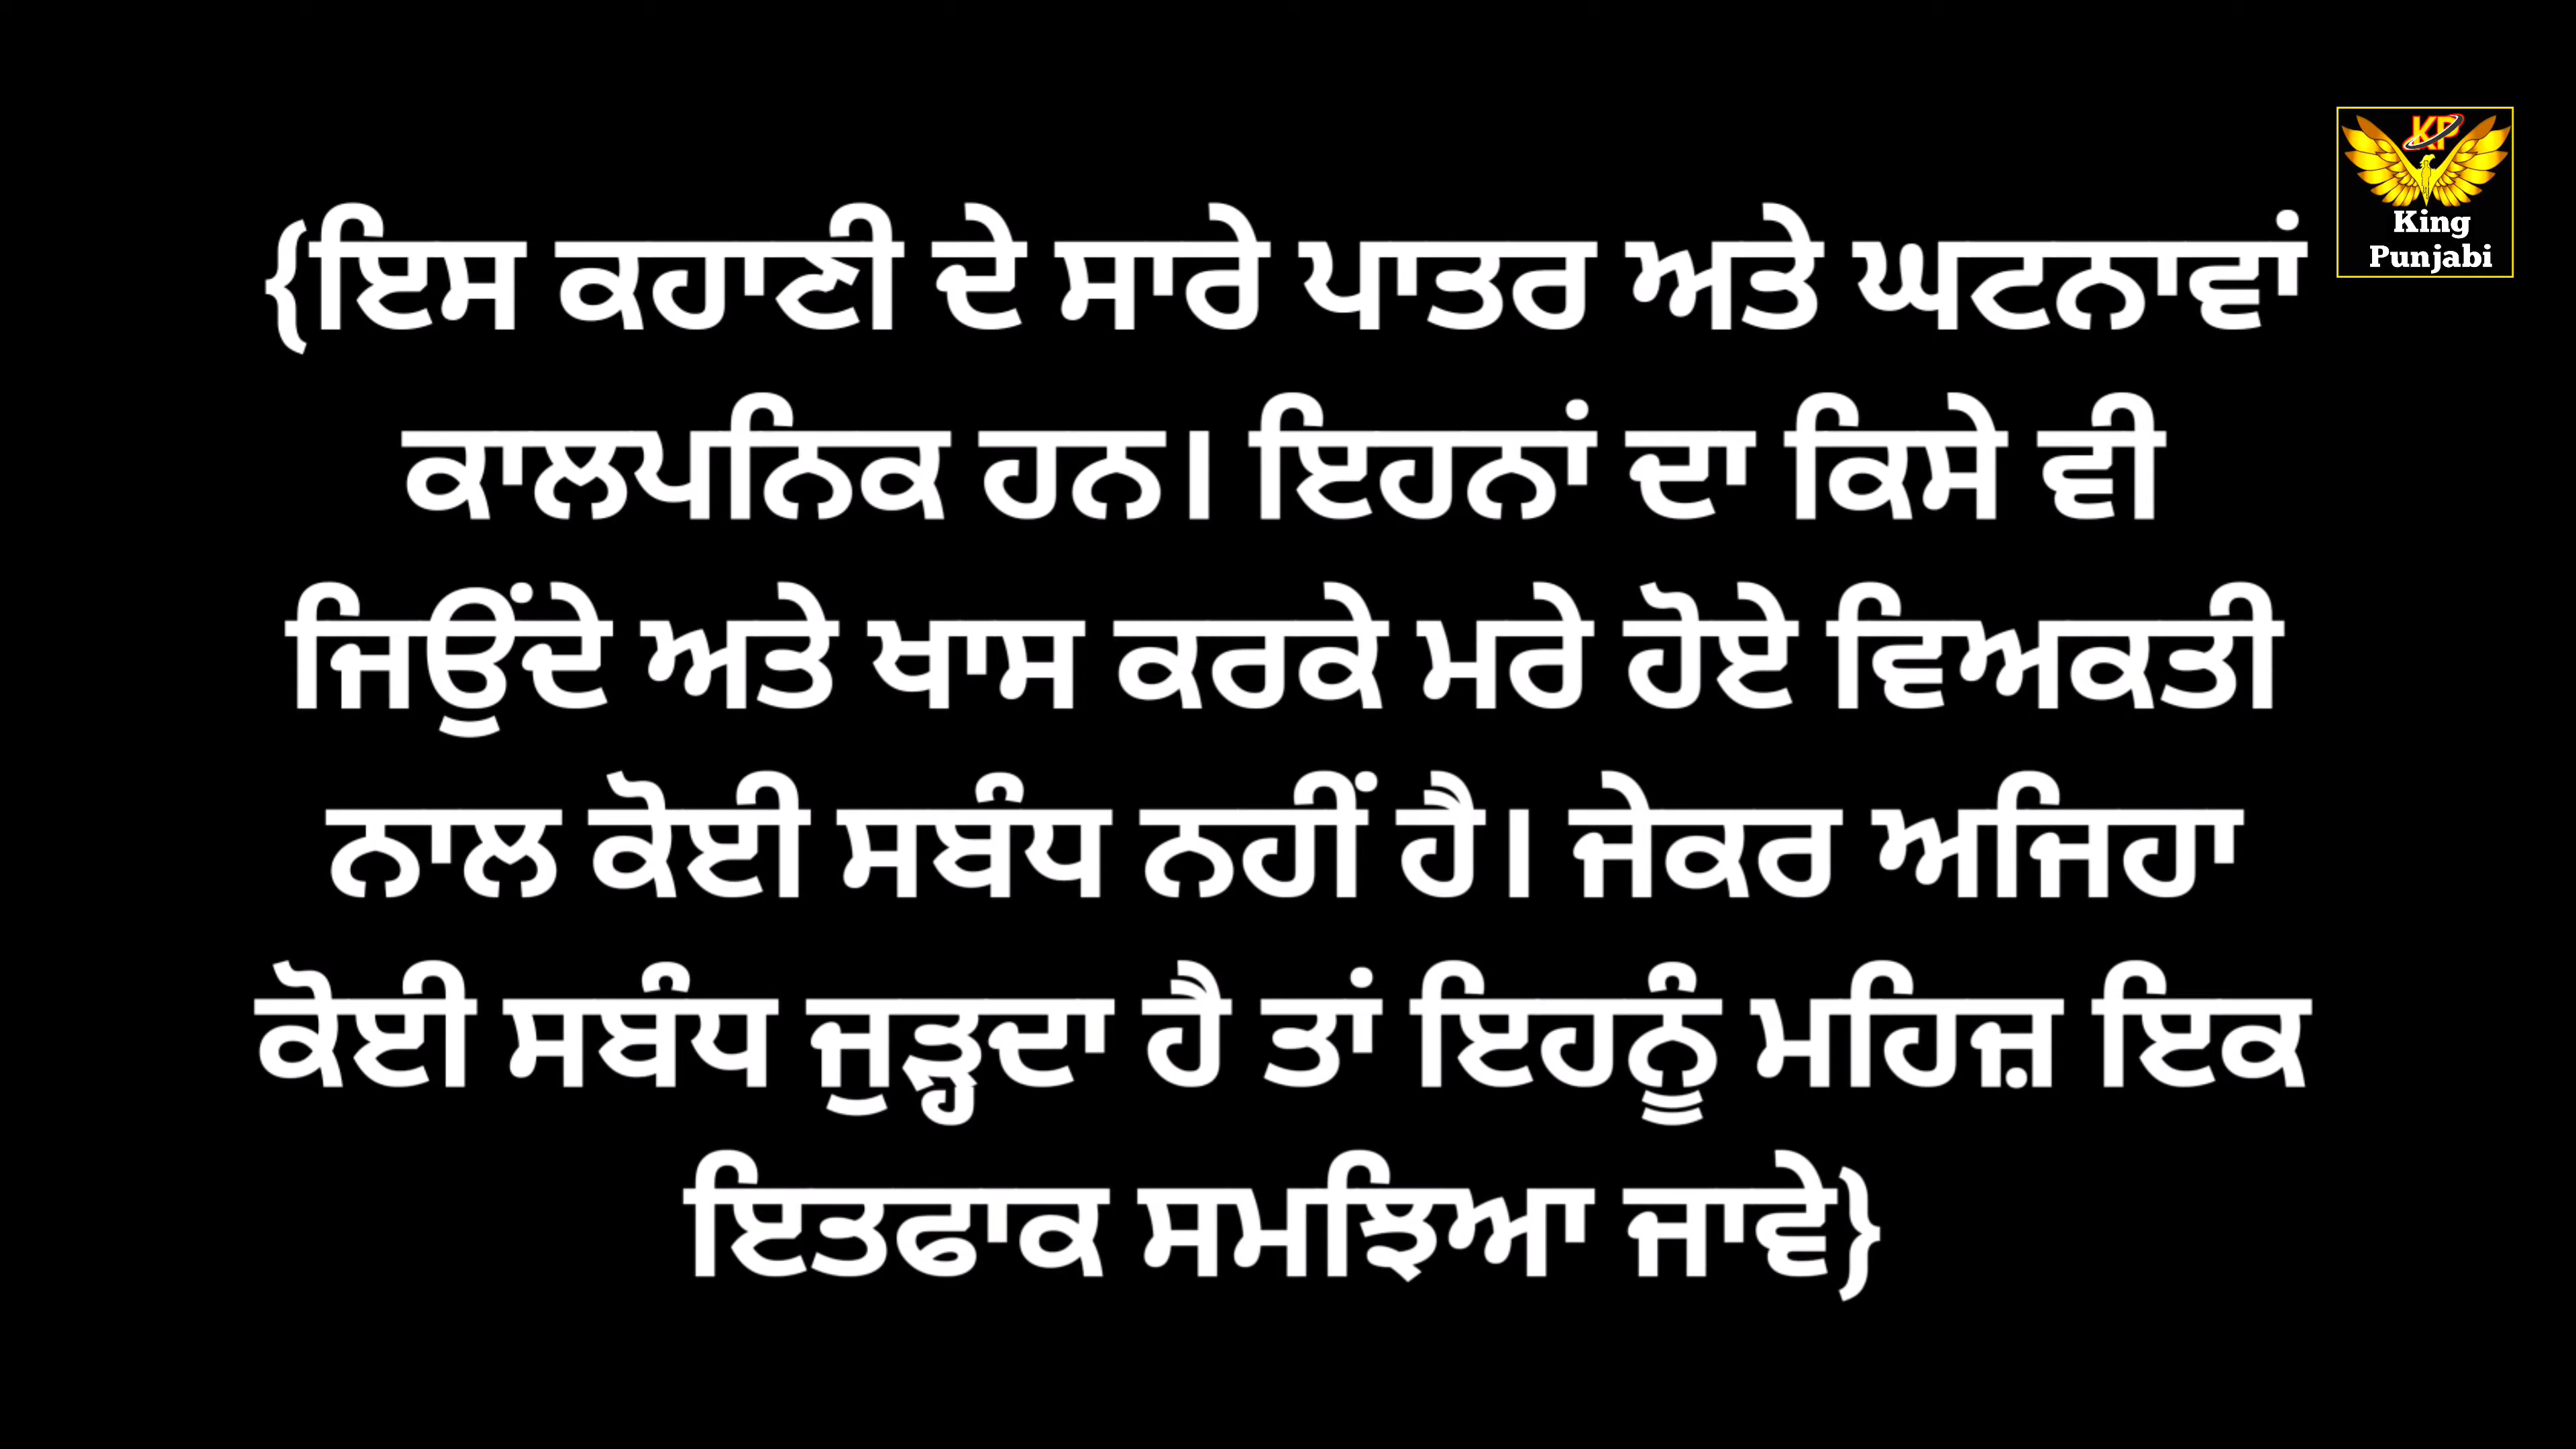 KP
King
Punjabi
{ਇਸ ਕਹਾਣੀ ਦੇ ਸਾਰੇ ਪਾਤਰ ਅਤੇ ਘਟਨਾਵਾਂ
ਕਾਲਪਨਿਕ ਹਨ। ਇਹਨਾਂ ਦਾ ਕਿਸੇ ਵੀ
ਜਿਉਂਦੇ ਅਤੇ ਖਾਸ ਕਰਕੇ ਮਰੇ ਹੋਏ ਵਿਅਕਤੀ
ਨਾਲ ਕੋਈ ਸਬੰਧ ਨਹੀਂ ਹੈ। ਜੇਕਰ ਅਜਿਹਾ
ਕੋਈ ਸਬੰਧ ਜੁੜ੍ਹਦਾ ਹੈ ਤਾਂ ਇਹਨੂੰ ਮਹਿਜ਼ ਇਕ
ਇਤਫਾਕ ਸਮਝਿਆ ਜਾਵੇ}